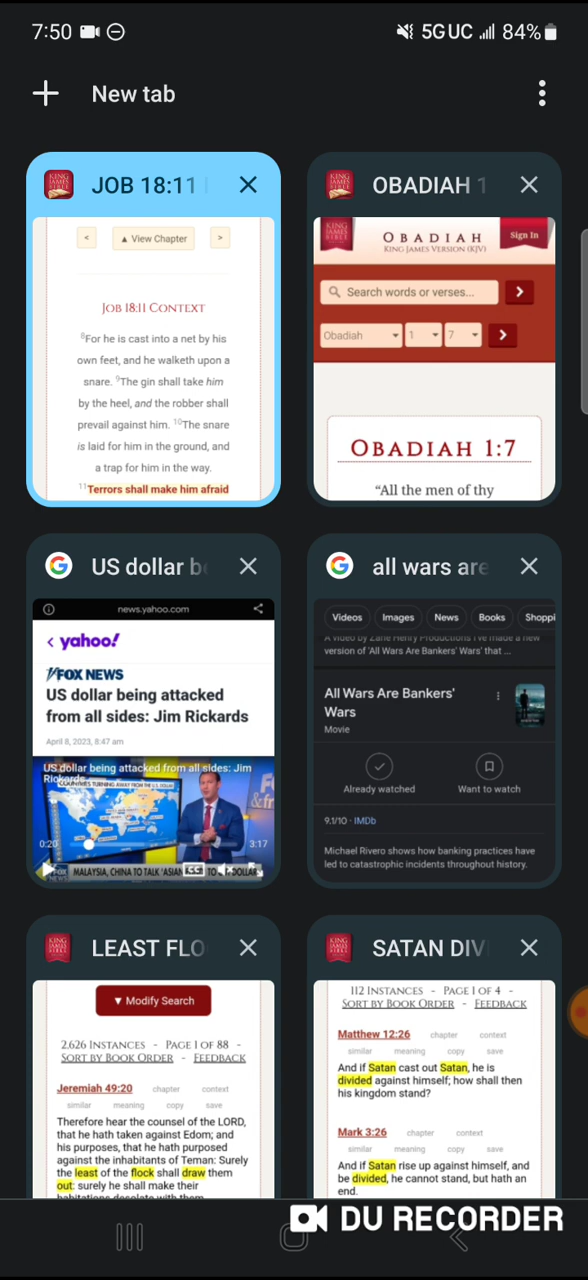 7:50 5GUC 84%
New tab
JOB 18:11
< ▲ View Chapter >
Job 18:11 Context
8For he is cast into a net by his
own feet, and he walketh upon a
snare. 9The gin shall take him
by the heel, and the robber shall
prevail against him. 10The snare
is laid for him in the ground, and
a trap for him in the way.
11Terrors shall make him afraid
OBADIAH 1
KING JAMES BIBLE
OBADIAH
King James Version (KJV)
Sign In
Search words or verses...
Obadiah 1 7
Obadiah 1:7
“All the men of thy
US dollar be
news.yahoo.com
< yahoo!
FOX NEWS
US dollar being attacked
from all sides: Jim Rickards
April 8, 2023, 8:47 am
US dollar being attacked from all sides: Jim
Rickards
COUNTRIES TURNING AWAY FROM THE U.S. DOLLAR
0:20 3:17
MALAYSIA, CHINA TO TALK 'ASIAN
all wars are
Videos Images News Books Shoppi
A video by Zane Henry Productions I've made a new
version of 'All Wars Are Bankers' Wars' that ...
All Wars Are Bankers'
Wars
Movie
Already watched Want to watch
9.1/10 · IMDb
Michael Rivero shows how banking practices have
led to catastrophic incidents throughout history.
LEAST FLO
▼ Modify Search
2,626 Instances - Page 1 of 88 -
Sort by Book Order - Feedback
Jeremiah 49:20 chapter context
similar meaning copy save
Therefore hear the counsel of the LORD,
that he hath taken against Edom; and
his purposes, that he hath purposed
against the inhabitants of Teman: Surely
the least of the flock shall draw them
out: surely he shall make their
habitations desolate with them
SATAN DIV
112 Instances - Page 1 of 4 -
Sort by Book Order - Feedback
Matthew 12:26 chapter context
similar meaning copy save
And if Satan cast out Satan, he is
divided against himself; how shall then
his kingdom stand?
Mark 3:26 chapter context
similar meaning copy save
And if Satan rise up against himself, and
be divided, he cannot stand, but hath an
end.
DU RECORDER